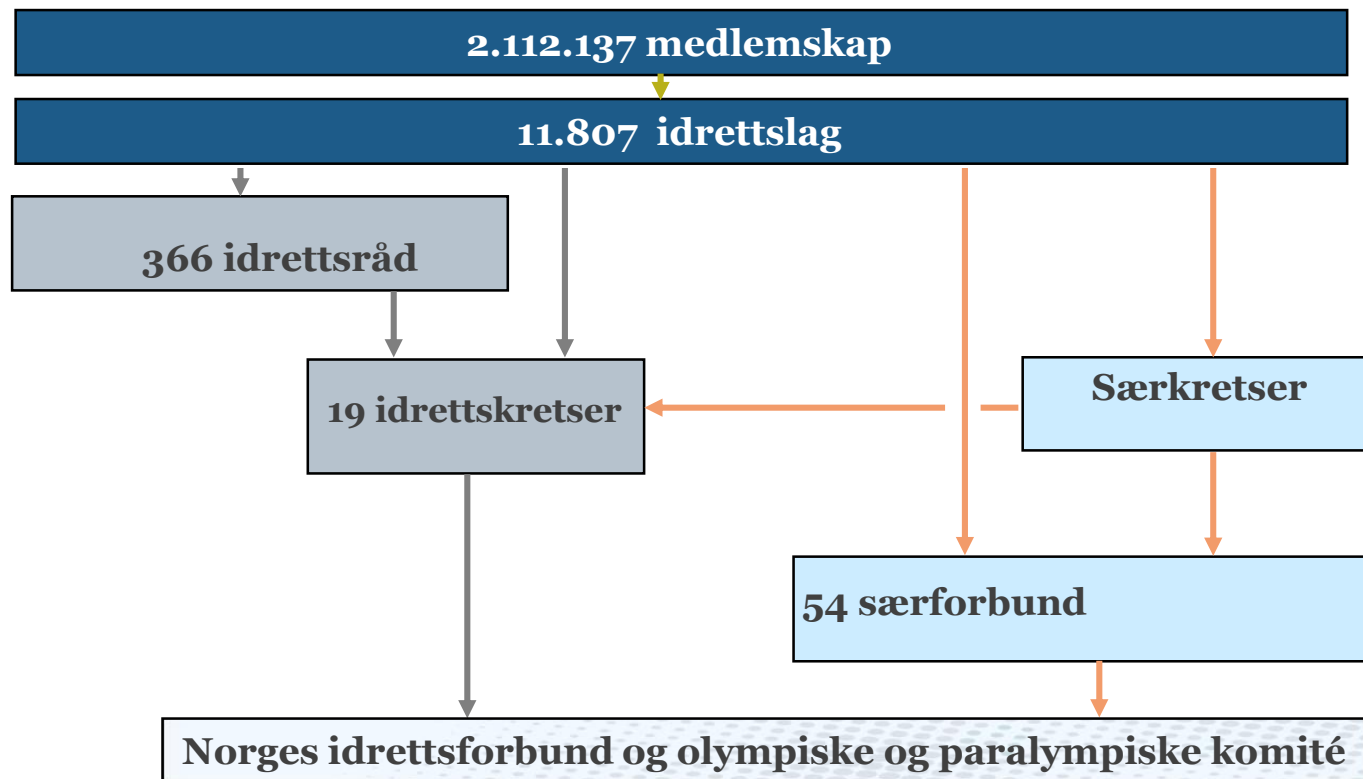 2.112.137 medlemskap
11.807 idrettslag
366 idrettsråd
19 idrettskretser
Særkretser
54 særforbund
Norges idrettsforbund og olympiske og paralympiske komité